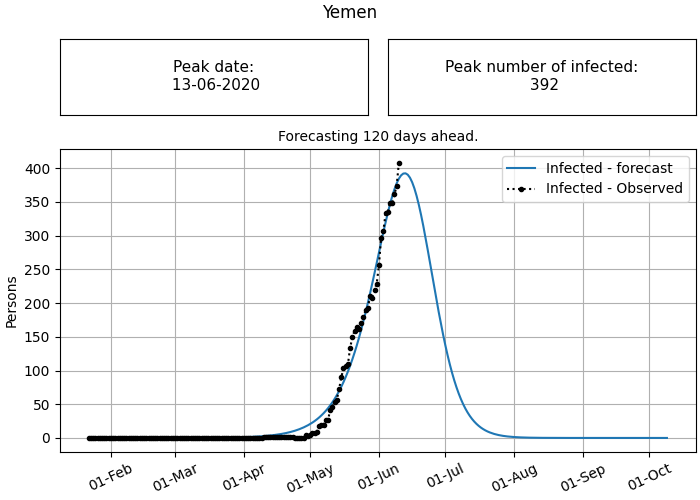 Yemen
Peak date:
13-06-2020
Peak number of infected:
392
Forecasting 120 days ahead.
Infected - forecast
Infected - Observed
Persons
400
350
300
250
200
150
100
50
0
01-Feb
01-Mar
01-Apr
01-May
01-Jun
01-Jul
01-Aug
01-Sep
01-Oct